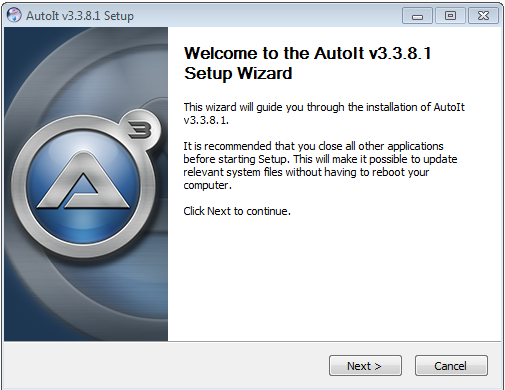 AutoIt v3.3.8.1 Setup
Welcome to the AutoIt v3.3.8.1
Setup Wizard
This wizard will guide you through the installation of AutoIt
v3.3.8.1.
It is recommended that you close all other applications
before starting Setup. This will make it possible to update
relevant system files without having to reboot your
computer.
Click Next to continue.
3
A
Next >
Cancel